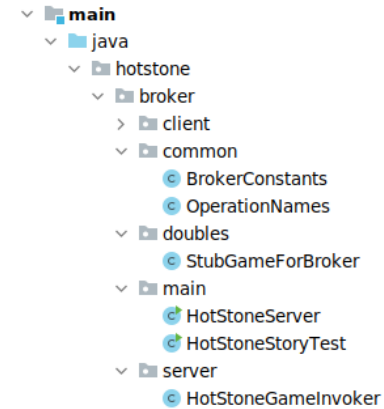 main
java
hotstone
broker
client
common
BrokerConstants
OperationNames
doubles
StubGameForBroker
main
HotStoneServer
HotStoneStoryTest
server
HotStoneGameInvoker